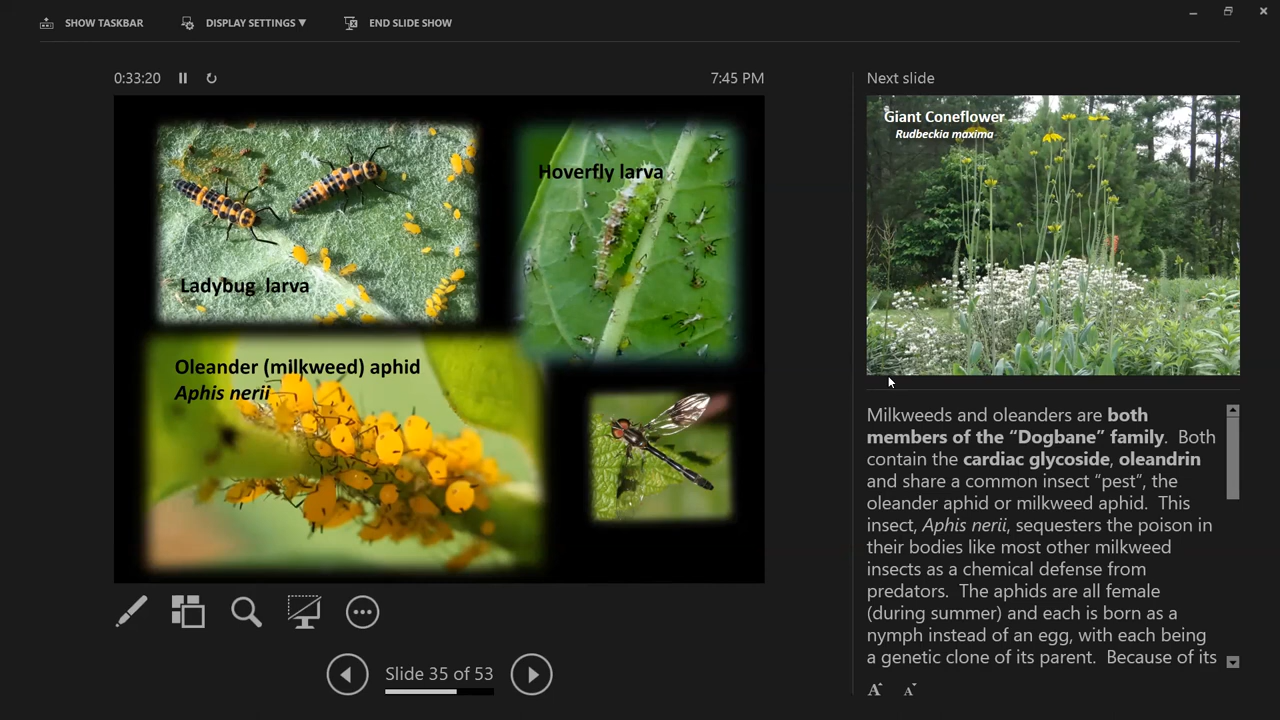 SHOW TASKBAR
DISPLAY SETTINGS ▼
END SLIDE SHOW
0:33:20
7:45 PM
Ladybug larva
Hoverfly larva
Oleander (milkweed) aphid
Aphis nerii
Slide 35 of 53
Next slide
Giant Coneflower
Rudbeckia maxima
Milkweeds and oleanders are both
members of the “Dogbane” family. Both
contain the cardiac glycoside, oleandrin
and share a common insect “pest”, the
oleander aphid or milkweed aphid. This
insect, Aphis nerii, sequesters the poison in
their bodies like most other milkweed
insects as a chemical defense from
predators. The aphids are all female
(during summer) and each is born as a
nymph instead of an egg, with each being
a genetic clone of its parent. Because of its
A A